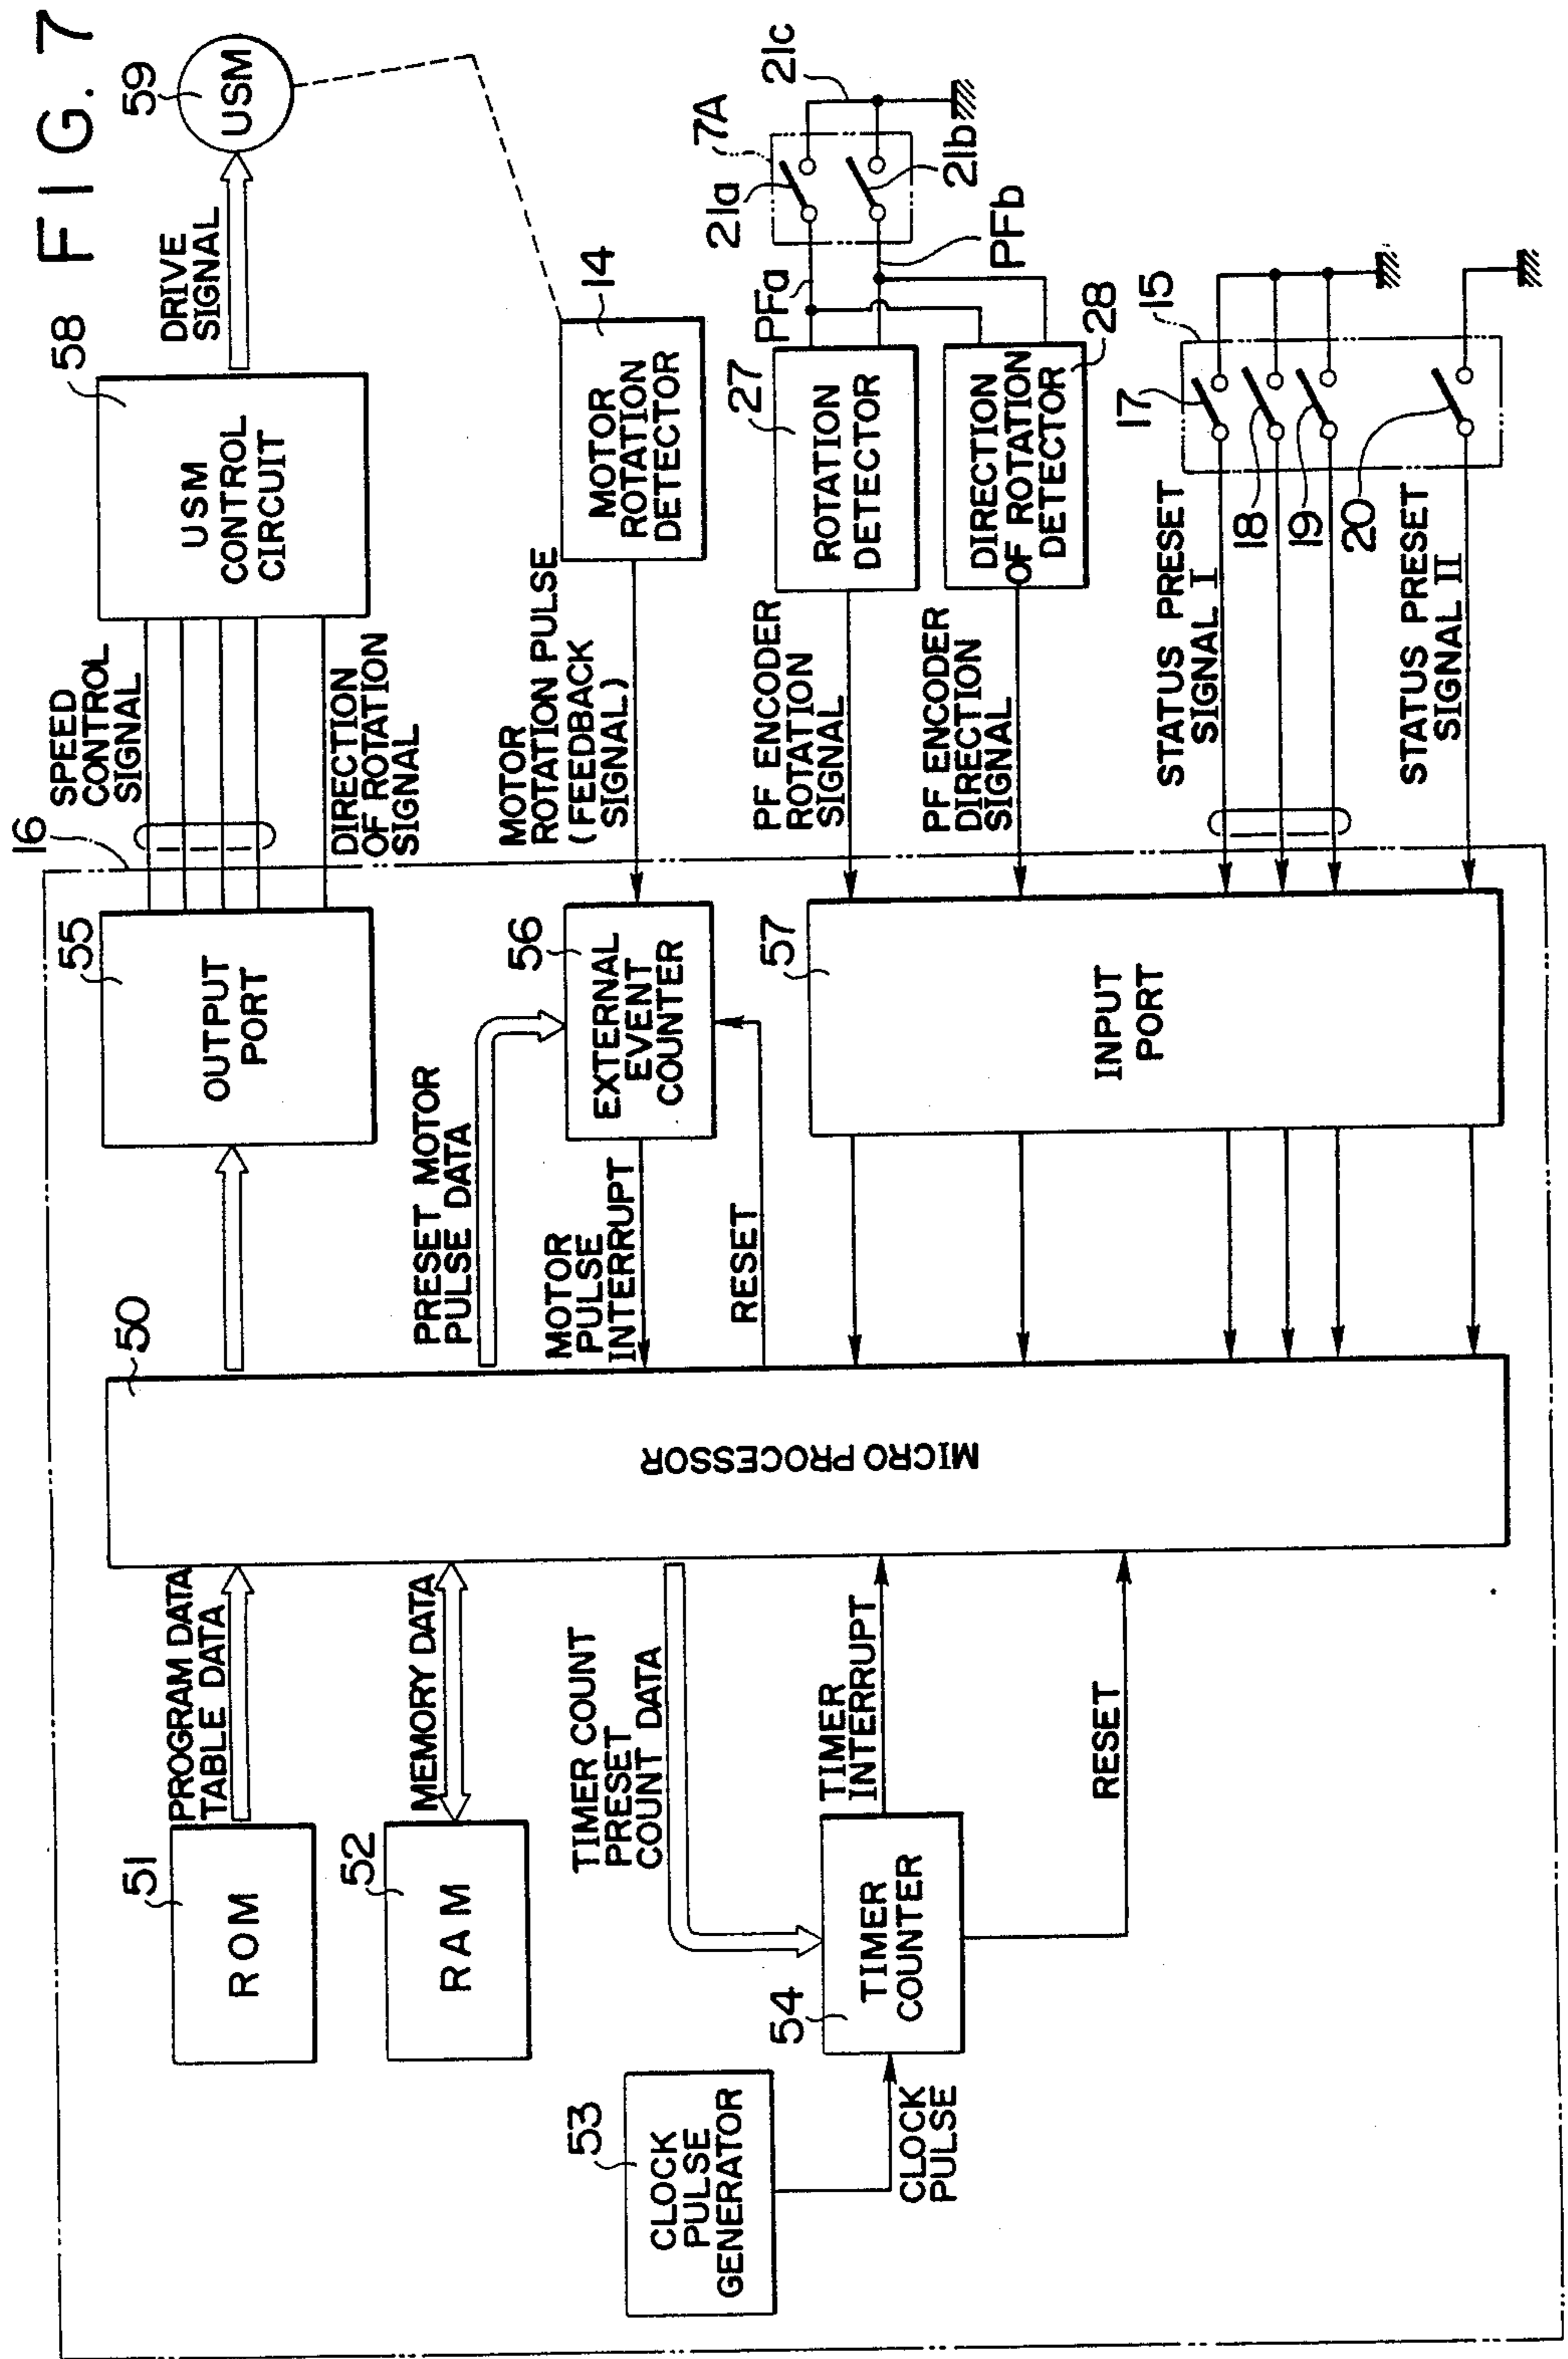 FIG. 7
16
51
ROM
PROGRAM DATA
TABLE DATA
52
RAM
MEMORY DATA
53
CLOCK
PULSE
GENERATOR
CLOCK
PULSE
54
TIMER
COUNTER
TIMER COUNT
PRESET
COUNT DATA
TIMER
INTERRUPT
RESET
50
MICRO PROCESSOR
55
OUTPUT
PORT
PRESET MOTOR
PULSE DATA
56
EXTERNAL
EVENT
COUNTER
MOTOR
PULSE
INTERRUPT
RESET
57
INPUT
PORT
SPEED
CONTROL
SIGNAL
DIRECTION
OF ROTATION
SIGNAL
58
USM
CONTROL
CIRCUIT
DRIVE
SIGNAL
59
USM
MOTOR
ROTATION PULSE
(FEEDBACK
SIGNAL)
14
MOTOR
ROTATION
DETECTOR
PF ENCODER
ROTATION
SIGNAL
27
ROTATION
DETECTOR
PF ENCODER
DIRECTION
SIGNAL
28
DIRECTION
OF ROTATION
DETECTOR
PFa
PFb
7A
21a
21b
21c
STATUS PRESET
SIGNAL I
15
17
18
19
20
STATUS PRESET
SIGNAL II